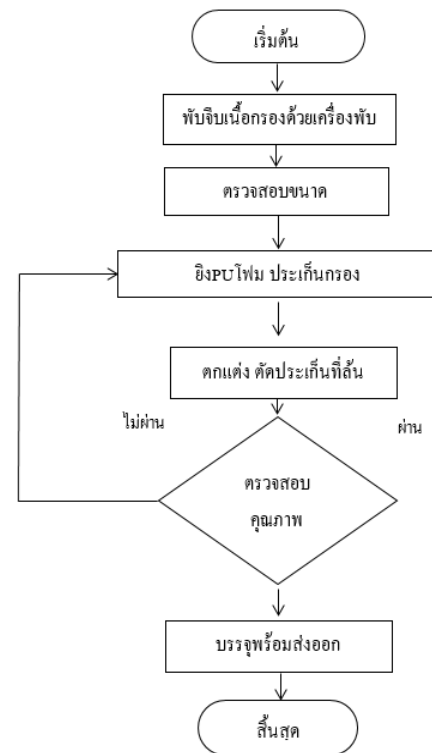 เริ่มต้น
พับจีบเนื้อกรองด้วยเครื่องพับ
ตรวจสอบขนาด
ยิงPUโฟม ประเก็นกรอง
ตกแต่ง ตัดประเก็นที่ล้น
ไม่ผ่าน
ผ่าน
ตรวจสอบ
คุณภาพ
บรรจุพร้อมส่งออก
สิ้นสุด